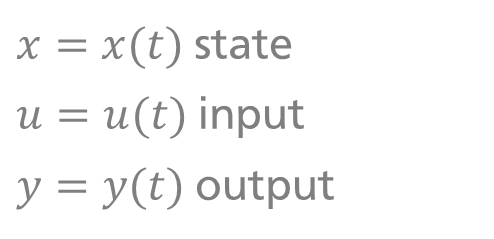 x = x(t) state
u = u(t) input
y = y(t) output